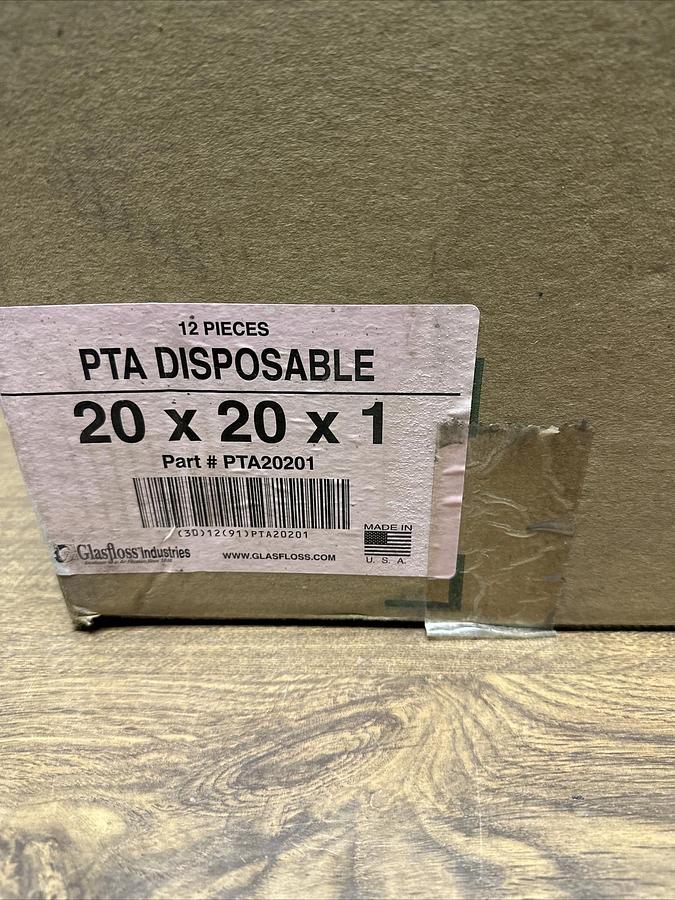 12 PIECES
PTA DISPOSABLE
20 x 20 x 1
Part # PTA20201
(30)12(91)PTA20201
Glasfloss Industries
WWW.GLASFLOSS.COM
MADE IN
U. S. A.